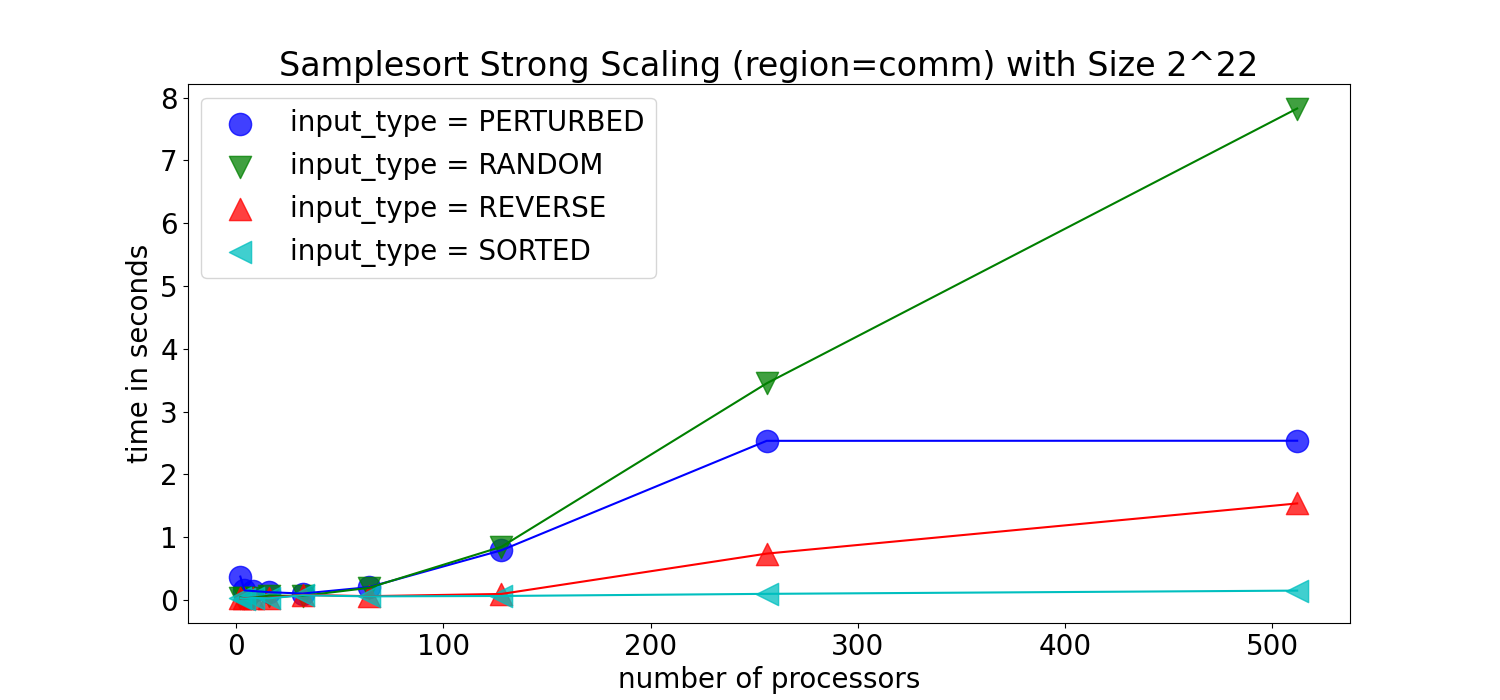 Samplesort Strong Scaling (region=comm) with Size 2^22
input_type = PERTURBED
input_type = RANDOM
input_type = REVERSE
input_type = SORTED
time in seconds
8
7
6
5
4
3
2
1
0
0 100 200 300 400 500
number of processors